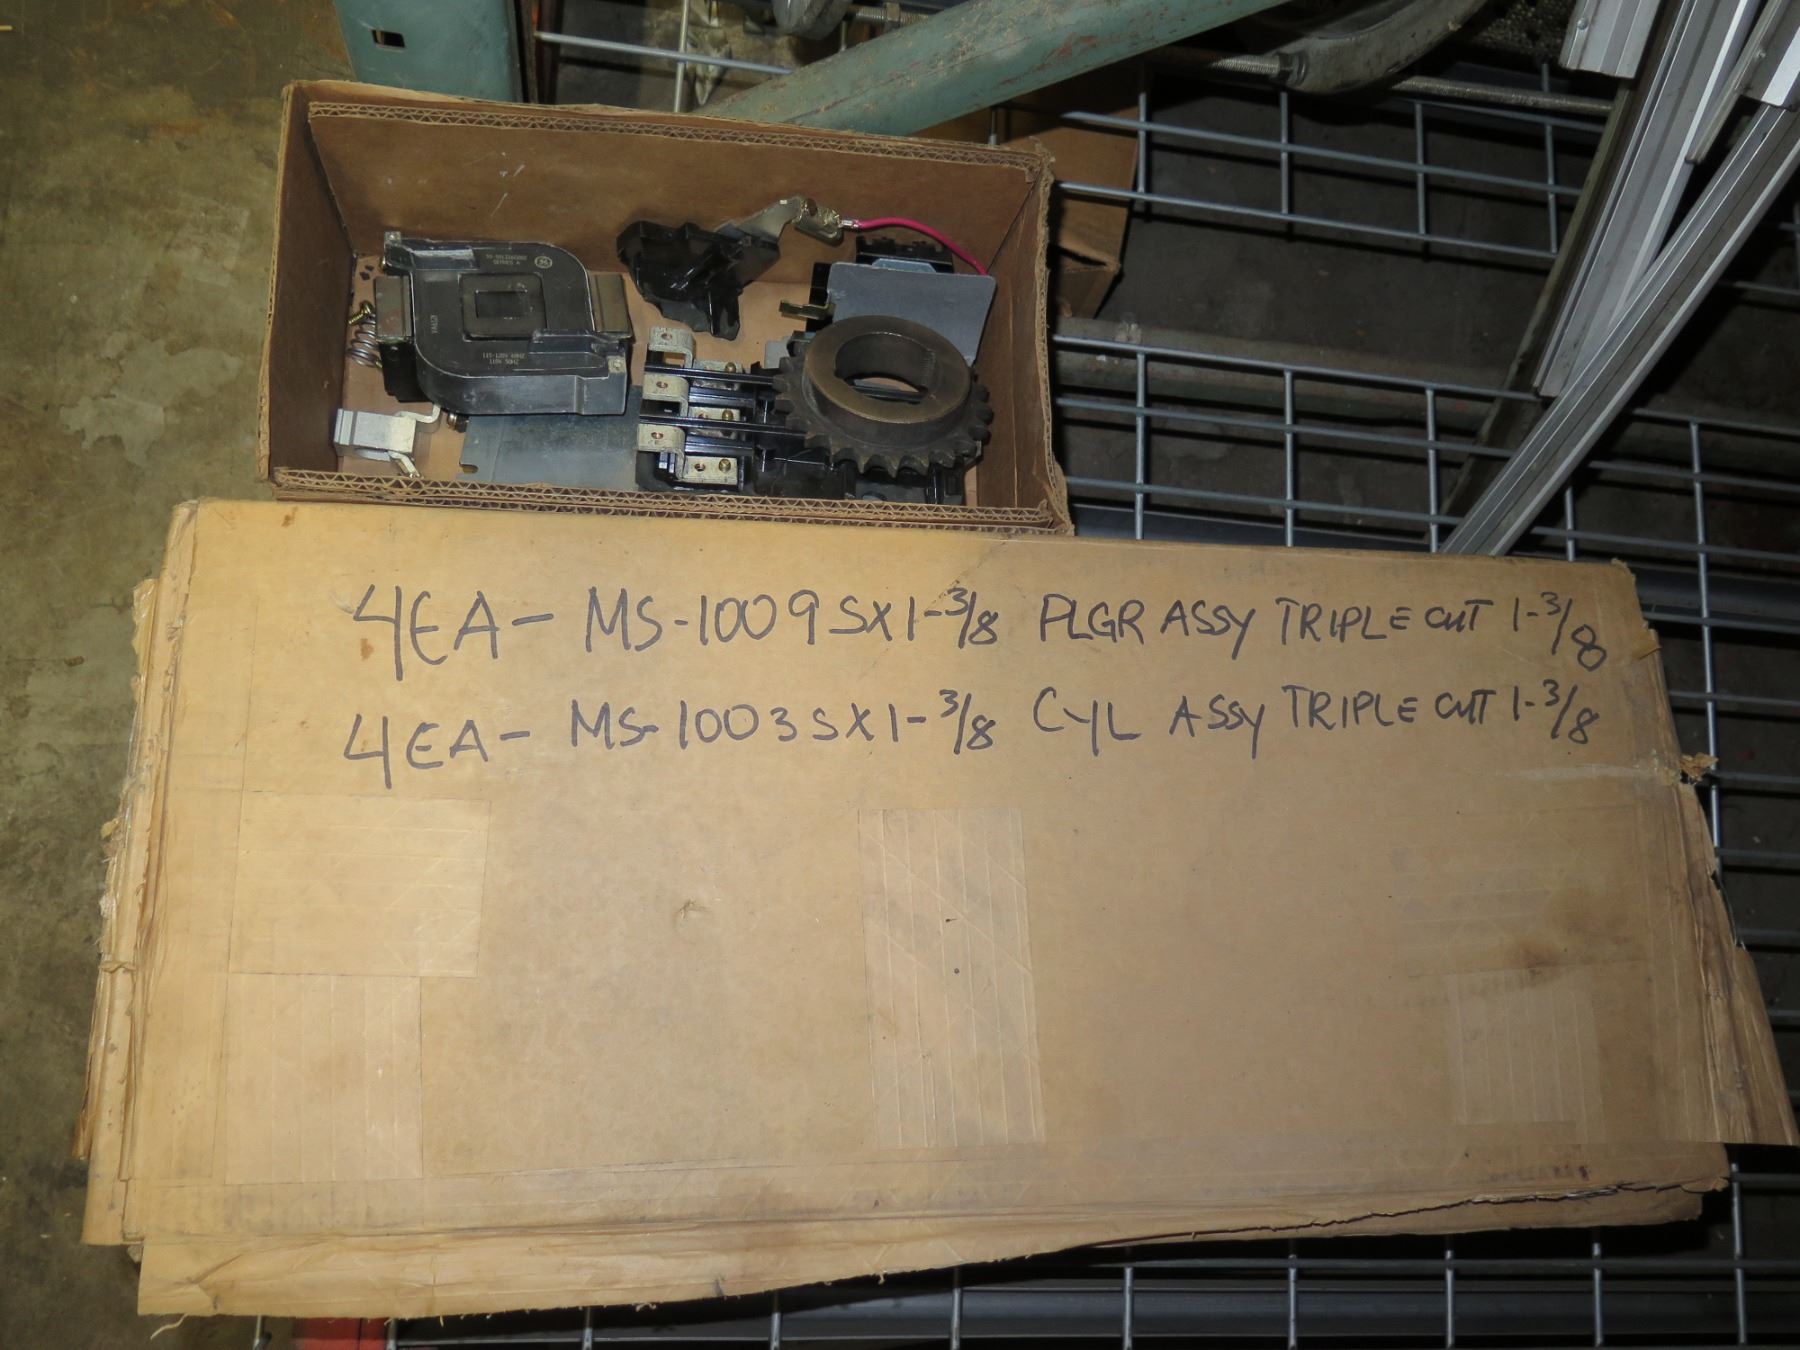 4EA- MS-1009SX1-3/8 PLGR ASSY TRIPLE CUT 1-3/8
4EA- MS-1003SX1-3/8 CYL ASSY TRIPLE CUT 1-3/8